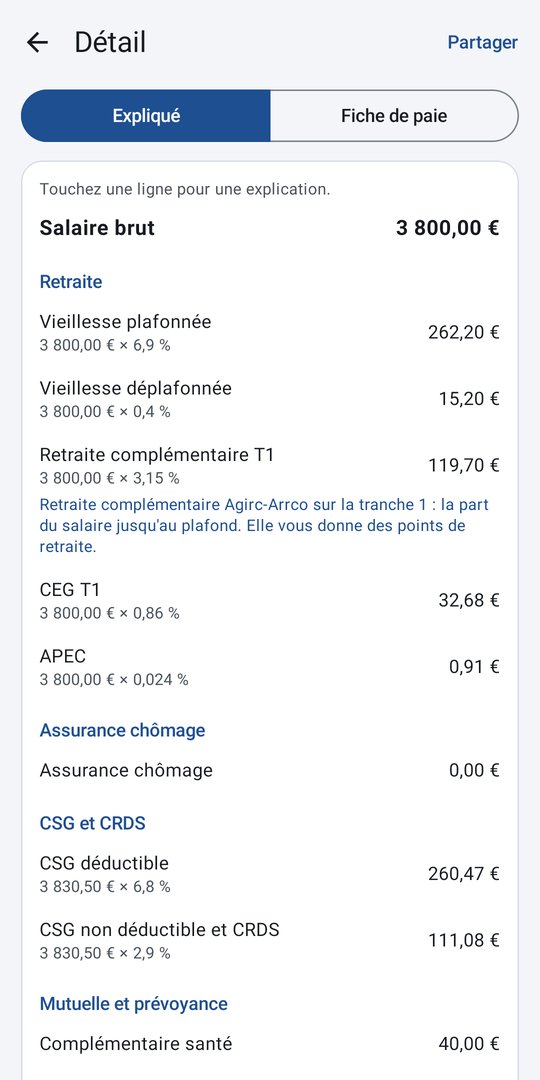 Détail
Partager
Expliqué
Fiche de paie
Touchez une ligne pour une explication.
Salaire brut 3 800,00 €
Retraite
Vieillesse plafonnée
3 800,00 € × 6,9 %
262,20 €
Vieillesse déplafonnée
3 800,00 € × 0,4 %
15,20 €
Retraite complémentaire T1
3 800,00 € × 3,15 %
119,70 €
Retraite complémentaire Agirc-Arrco sur la tranche 1 : la part
du salaire jusqu'au plafond. Elle vous donne des points de
retraite.
CEG T1
3 800,00 € × 0,86 %
32,68 €
APEC
3 800,00 € × 0,024 %
0,91 €
Assurance chômage
Assurance chômage 0,00 €
CSG et CRDS
CSG déductible
3 830,50 € × 6,8 %
260,47 €
CSG non déductible et CRDS
3 830,50 € × 2,9 %
111,08 €
Mutuelle et prévoyance
Complémentaire santé 40,00 €